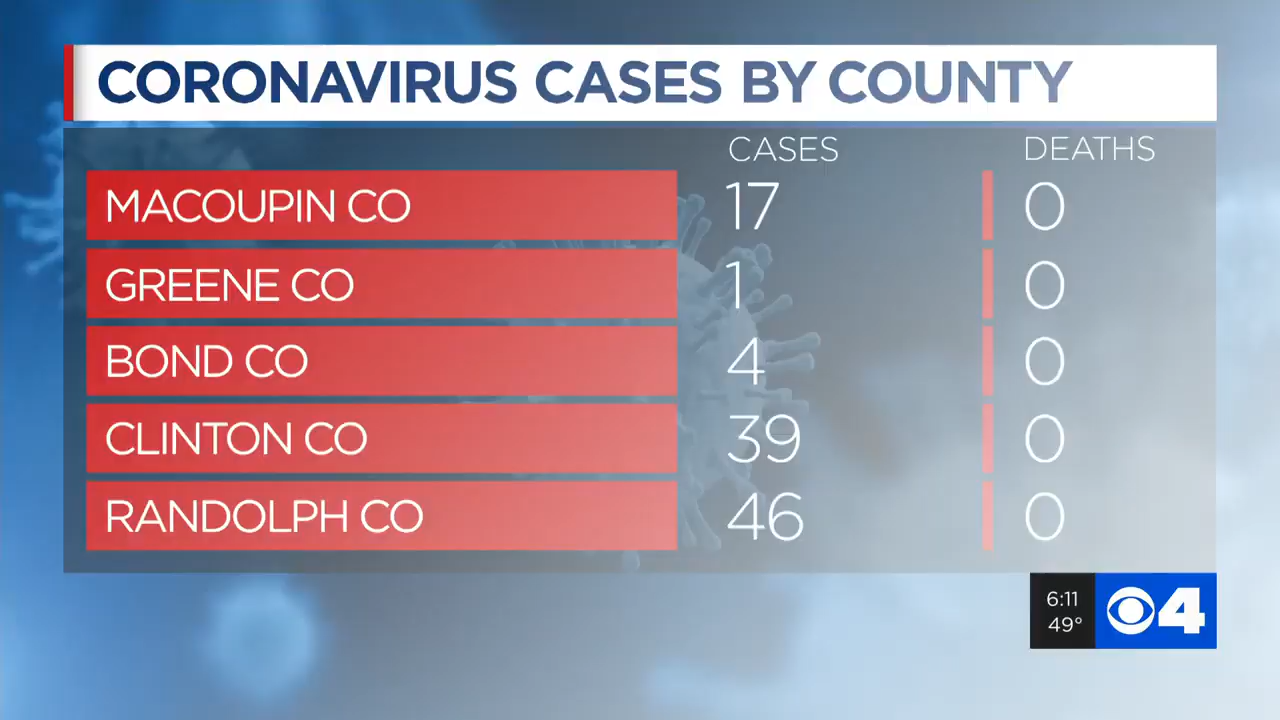 CORONAVIRUS CASES BY COUNTY
CASES DEATHS
MACOUPIN CO 17 0
GREENE CO 1 0
BOND CO 4 0
CLINTON CO 39 0
RANDOLPH CO 46 0
6:11
49°
4